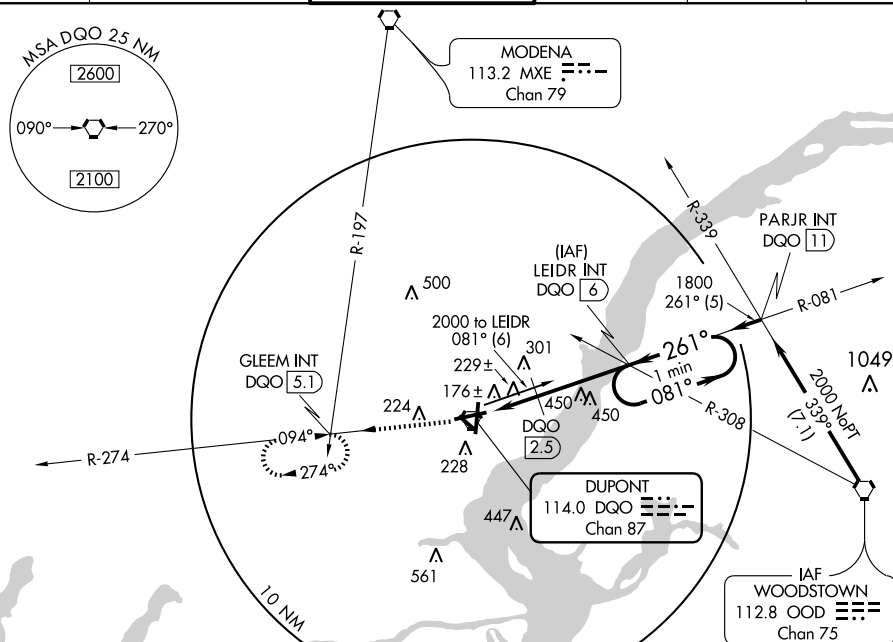 MSA DQO 25 NM
2600
090°
270°
2100
MODENA
113.2 MXE
Chan 79
R-197
R-339
PARJR INT
DQO 11
(IAF)
LEIDR INT
DQO 6
1800
261° (5)
R-081
500
2000 to LEIDR
081° (6)
301
229±
176±
261°
1 min
081°
1049
2000 NoPT
339°
(7.1)
GLEEM INT
DQO 5.1
224
450
450
R-308
094°
274°
R-274
DQO
2.5
228
DUPONT
114.0 DQO
Chan 87
447
561
10 NM
IAF
WOODSTOWN
112.8 OOD
Chan 75